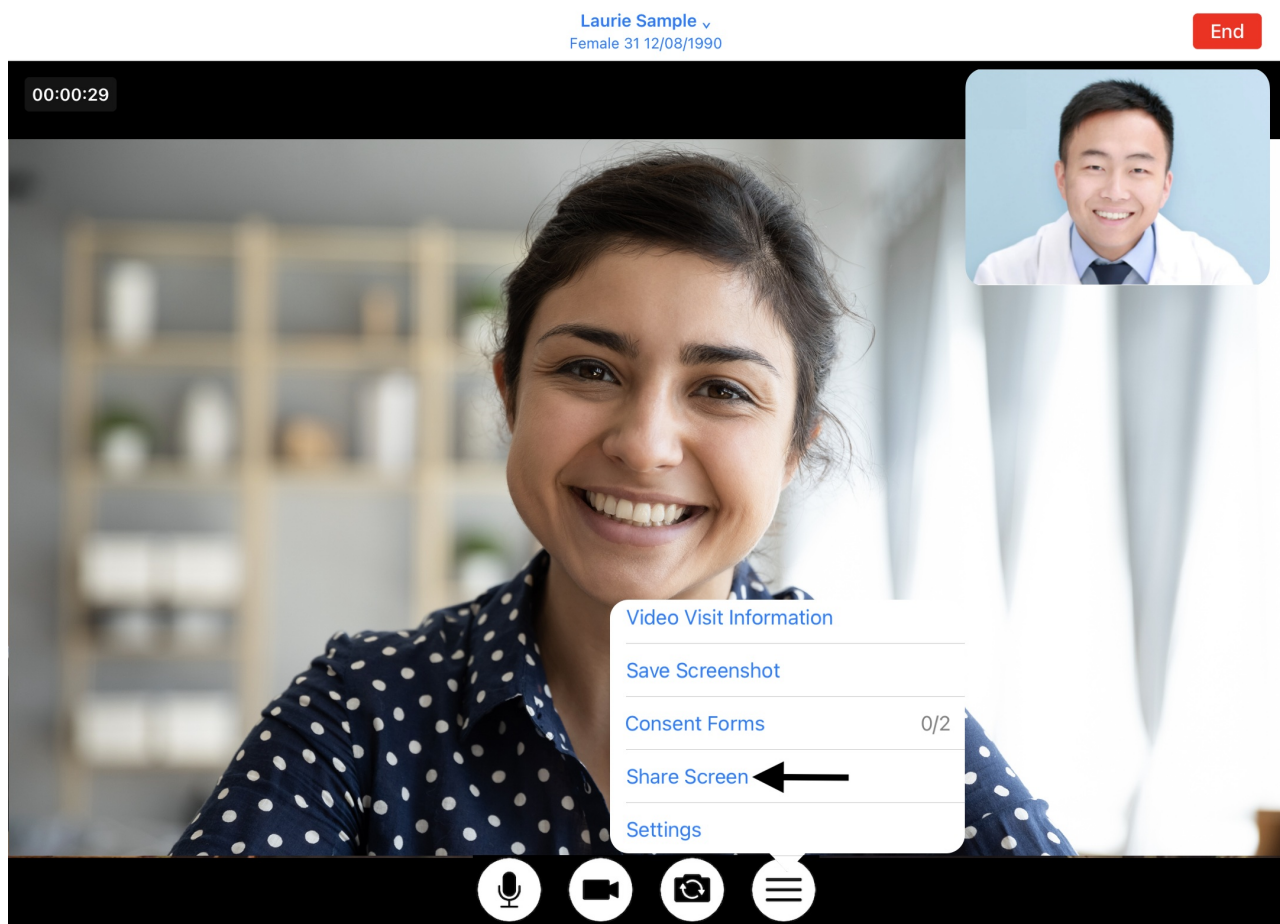 Laurie Sample
Female 31 12/08/1990
End
00:00:29
Video Visit Information
Save Screenshot
Consent Forms 0/2
Share Screen
Settings